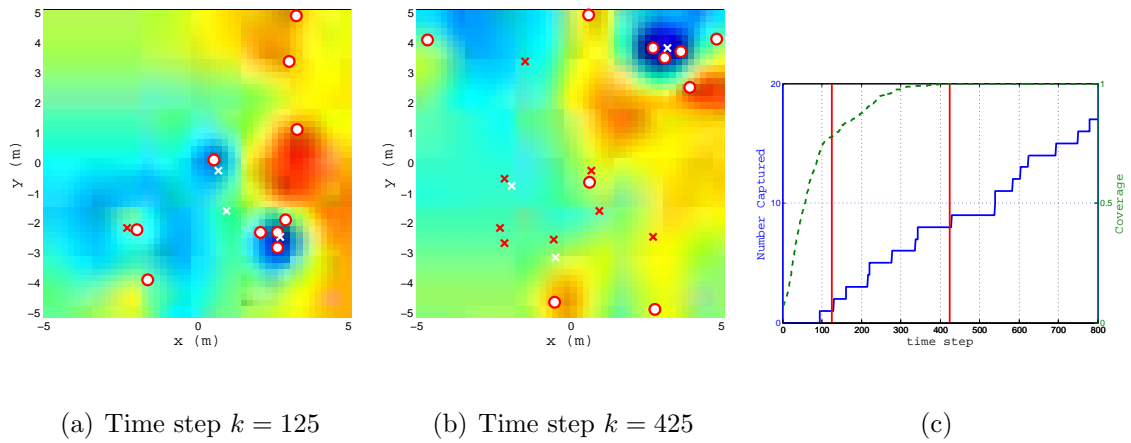 5
4
3
2
1
0
−1
−2
−3
−4
−5
y (m)
−5 0 5
x (m)
5
4
3
2
1
0
−1
−2
−3
−4
−5
y (m)
−5 0 5
x (m)
20
10
0
Number Captured
1
0.5
0
Coverage
0 100 200 300 400 500 600 700 800
time step
(a) Time step k = 125
(b) Time step k = 425
(c)